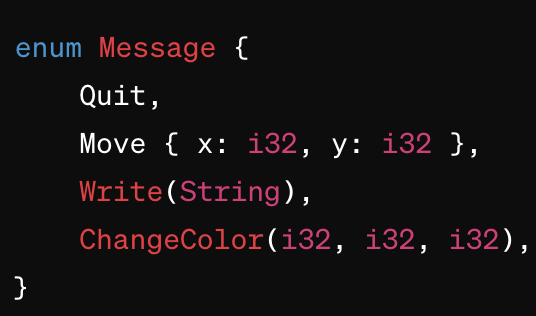 enum Message {
    Quit,
    Move { x: i32, y: i32 },
    Write(String),
    ChangeColor(i32, i32, i32),
}